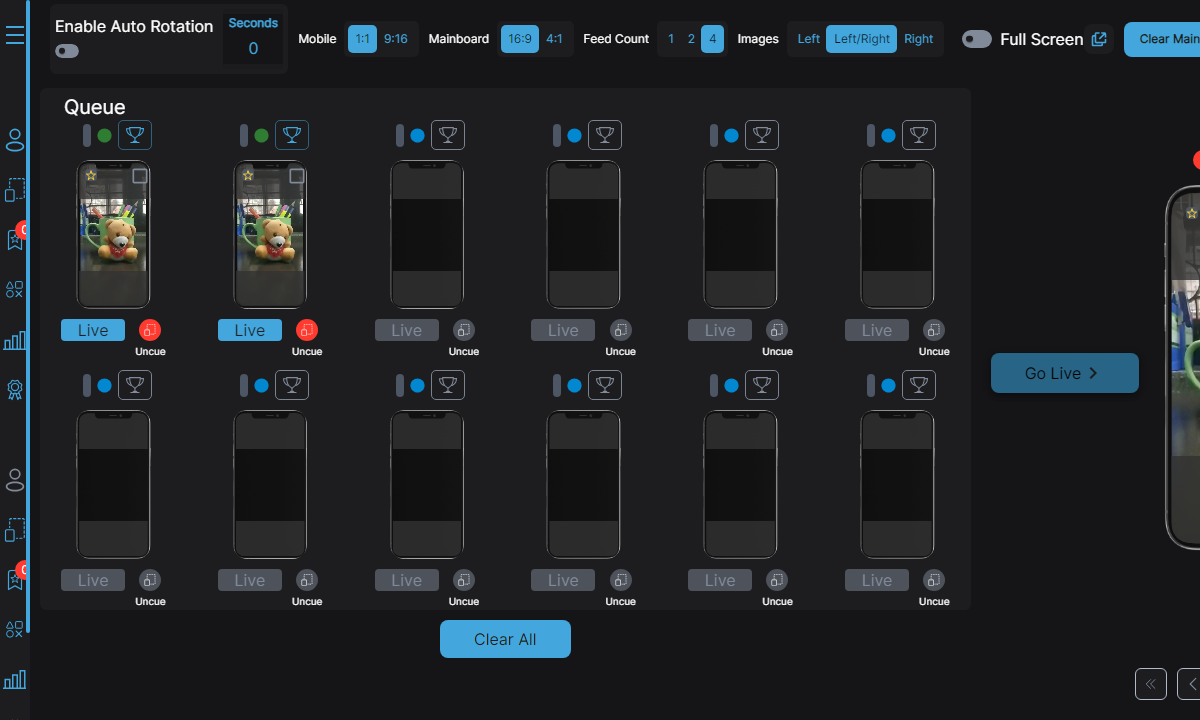 Enable Auto Rotation
Seconds
0
Mobile 1:1 9:16 Mainboard 16:9 4:1 Feed Count 1 2 4 Images Left Left/Right Right Full Screen Clear Main
Queue
Live Live Live Live Live Live
Uncue Uncue Uncue Uncue Uncue Uncue
Go Live
Live Live Live Live Live Live
Uncue Uncue Uncue Uncue Uncue Uncue
Clear All